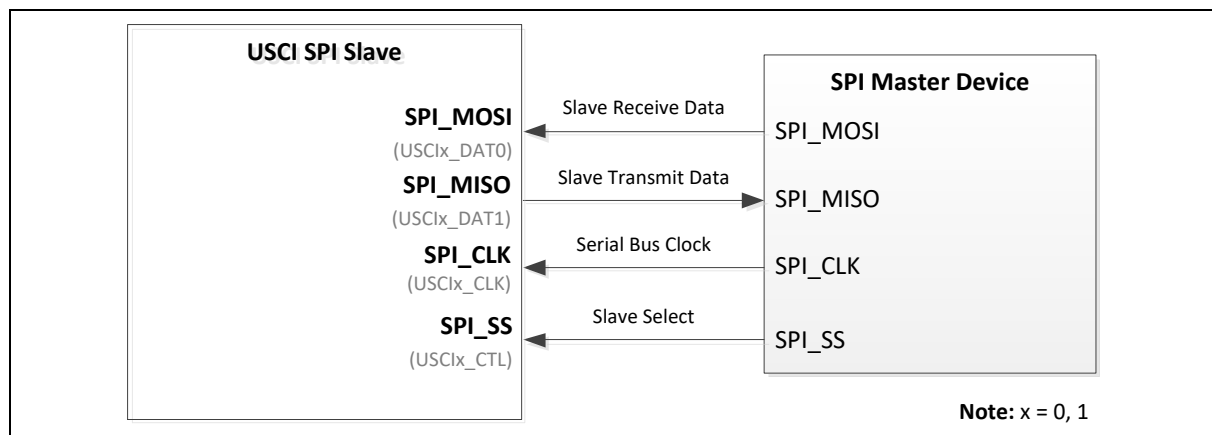 USCI SPI Slave
SPI Master Device
SPI_MOSI
(USCIx_DAT0)
Slave Receive Data
SPI_MOSI
SPI_MISO
(USCIx_DAT1)
Slave Transmit Data
SPI_MISO
SPI_CLK
(USCIx_CLK)
Serial Bus Clock
SPI_CLK
SPI_SS
(USCIx_CTL)
Slave Select
SPI_SS
Note: x = 0, 1